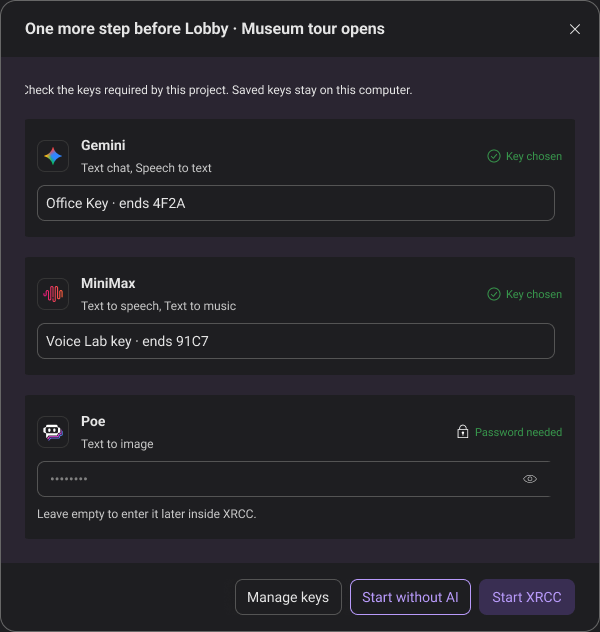 One more step before Lobby · Museum tour opens
Check the keys required by this project. Saved keys stay on this computer.
Gemini
Text chat, Speech to text
Key chosen
Office Key · ends 4F2A
MiniMax
Text to speech, Text to music
Key chosen
Voice Lab key · ends 91C7
Poe
Text to image
Password needed
••••••••
Leave empty to enter it later inside XRCC.
Manage keys
Start without AI
Start XRCC